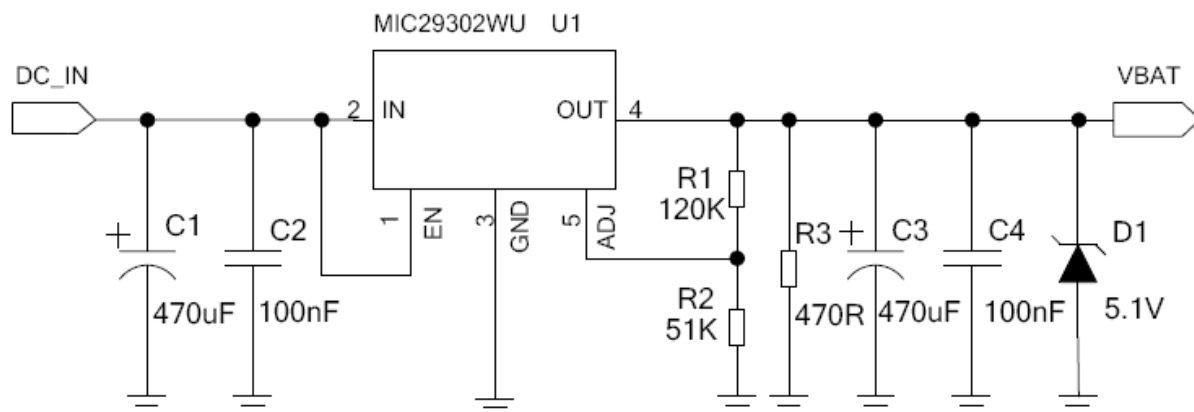 MIC29302WU U1
DC_IN
VBAT
2 IN
OUT 4
1 EN
3 GND
5 ADJ
R1
120K
R2
51K
R3
470R
+ C1
470uF
C2
100nF
+ C3
470uF
C4
100nF
D1
5.1V